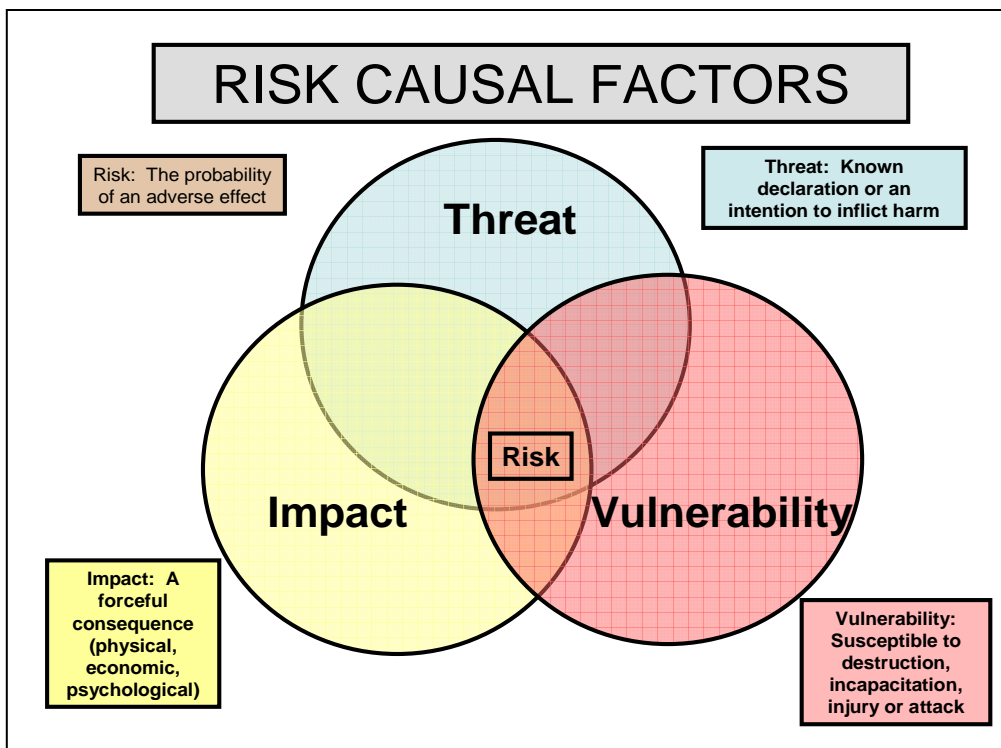 RISK CAUSAL FACTORS
Risk: The probability
of an adverse effect
Threat: Known
declaration or an
intention to inflict harm
Threat
Risk
Impact
Vulnerability
Impact: A
forceful
consequence
(physical,
economic,
psychological)
Vulnerability:
Susceptible to
destruction,
incapacitation,
injury or attack